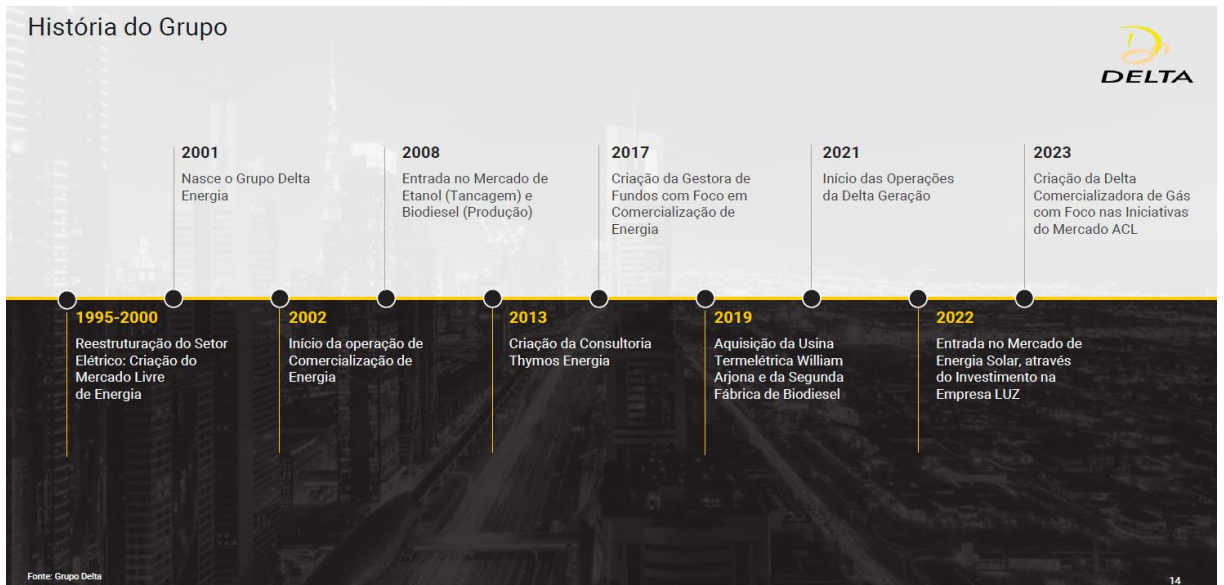 História do Grupo
DELTA
2001
Nasce o Grupo Delta
Energia
2008
Entrada no Mercado de
Etanol (Tancagem) e
Biodiesel (Produção)
2017
Criação da Gestora de
Fundos com Foco em
Comercialização de
Energia
2021
Início das Operações
da Delta Geração
2023
Criação da Delta
Comercializadora de Gás
com Foco nas Iniciativas
do Mercado ACL
1995-2000
Reestruturação do Setor
Elétrico: Criação do
Mercado Livre
de Energia
2002
Início da operação de
Comercialização de
Energia
2013
Criação da Consultoria
Thymos Energia
2019
Aquisição da Usina
Termelétrica William
Arjona e da Segunda
Fábrica de Biodiesel
2022
Entrada no Mercado de
Energia Solar, através
do Investimento na
Empresa LUZ
Fonte: Grupo Delta
14